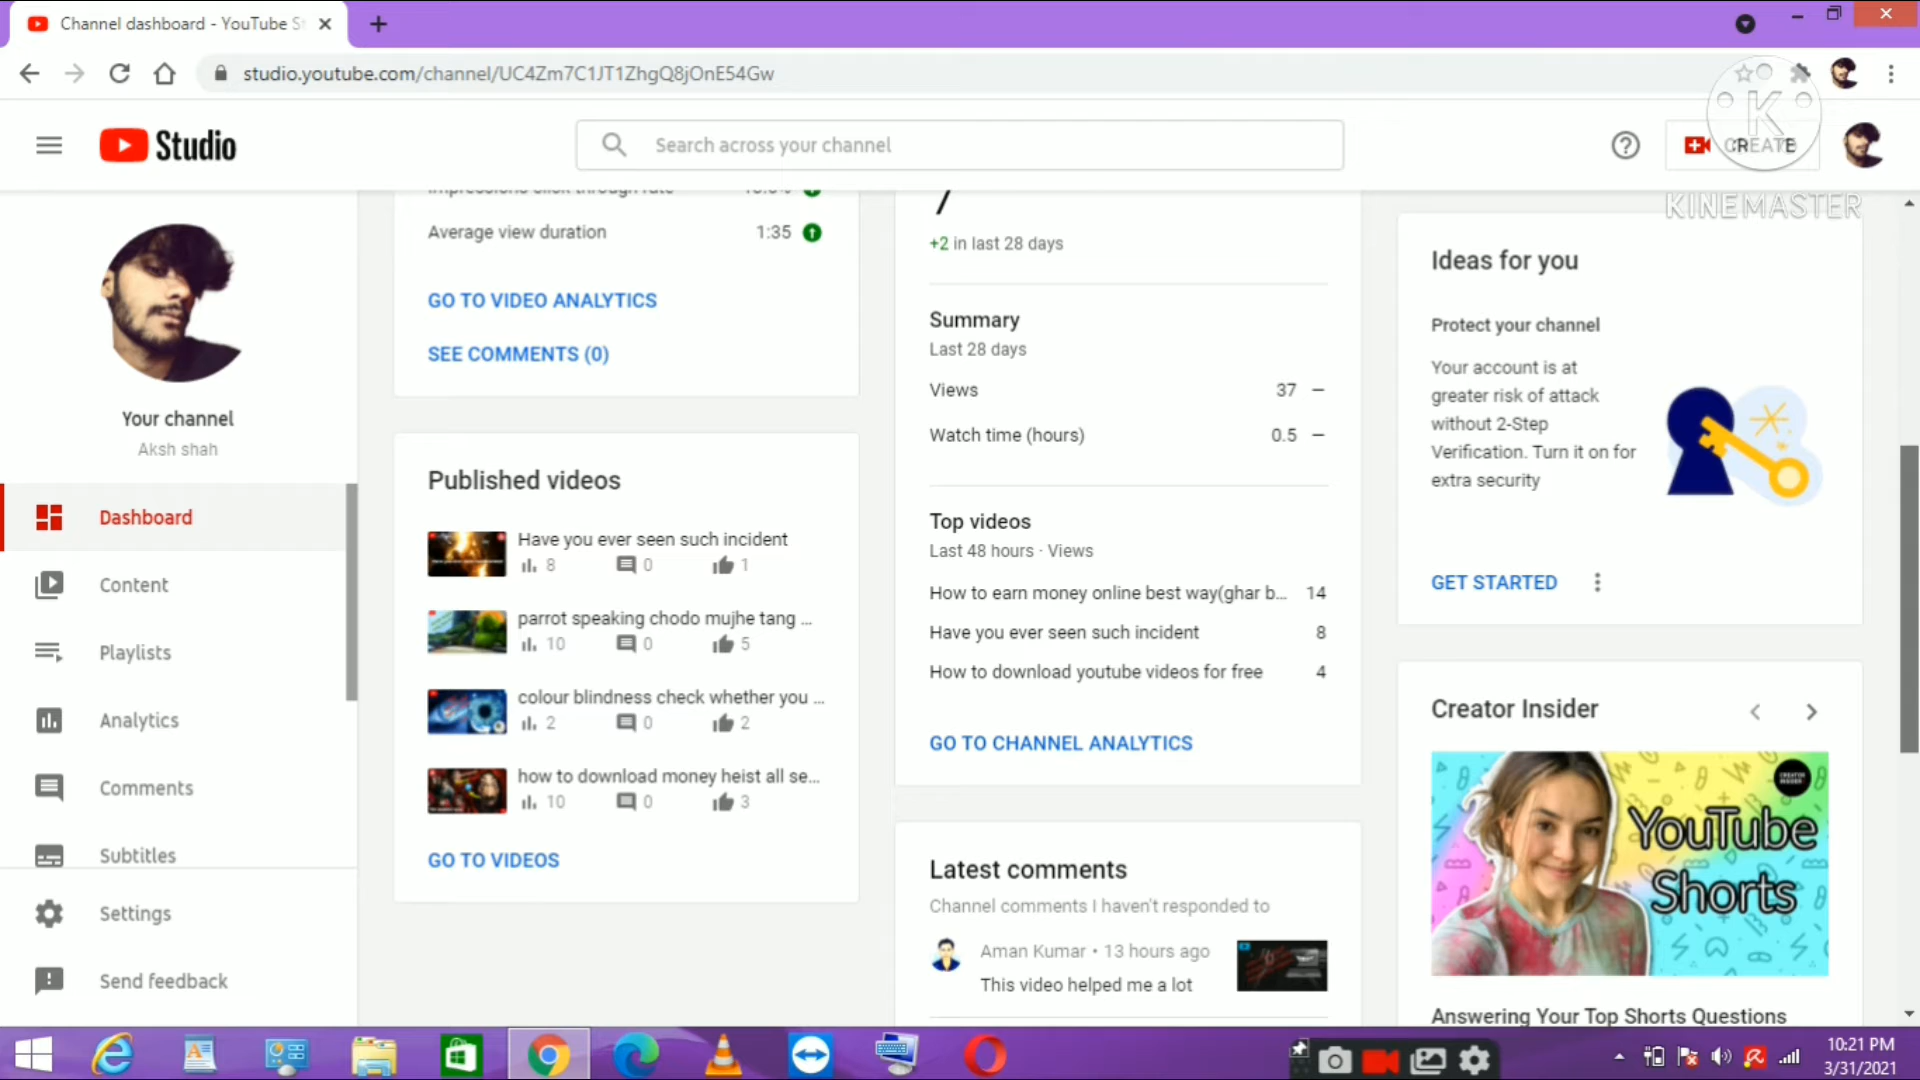 Channel dashboard - YouTube S
studio.youtube.com/channel/UC4Zm7C1JT1ZhgQ8jOnE54Gw
Studio
Search across your channel
CREATE
K
KINEMASTER
Your channel
Aksh shah
Dashboard
Content
Playlists
Analytics
Comments
Subtitles
Settings
Send feedback
Impressions click-through rate
Average view duration 1:35
GO TO VIDEO ANALYTICS
SEE COMMENTS (0)
Published videos
Have you ever seen such incident
8 0 1
parrot speaking chodo mujhe tang ...
10 0 5
colour blindness check whether you ...
2 0 2
how to download money heist all se...
10 0 3
GO TO VIDEOS
+2 in last 28 days
Summary
Last 28 days
Views 37 —
Watch time (hours) 0.5 —
Top videos
Last 48 hours · Views
How to earn money online best way(ghar b... 14
Have you ever seen such incident 8
How to download youtube videos for free 4
GO TO CHANNEL ANALYTICS
Latest comments
Channel comments I haven't responded to
Aman Kumar • 13 hours ago
This video helped me a lot
Ideas for you
Protect your channel
Your account is at
greater risk of attack
without 2-Step
Verification. Turn it on for
extra security
GET STARTED
Creator Insider
CREATOR
INSIDER
YouTube
Shorts
Answering Your Top Shorts Questions
10:21 PM
3/31/2021